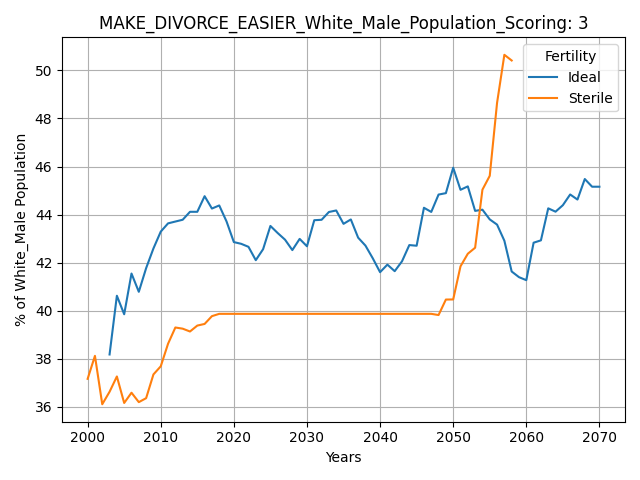 MAKE_DIVORCE_EASIER_White_Male_Population_Scoring: 3
Fertility
Ideal
Sterile
% of White_Male Population
50
48
46
44
42
40
38
36
2000 2010 2020 2030 2040 2050 2060 2070
Years